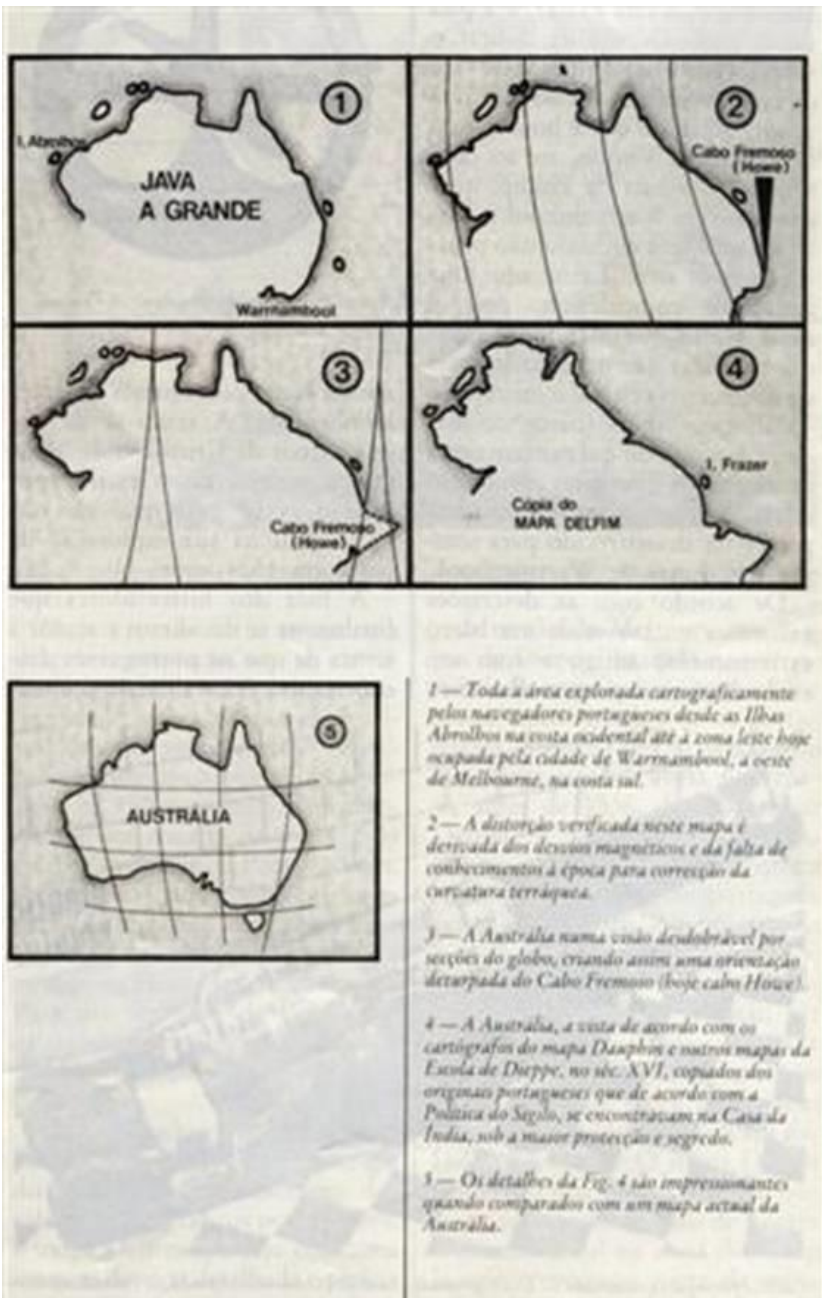 1
I. Abrolhos
JAVA
A GRANDE
Warrnambool
2
Cabo Fremoso
(Howe)
3
Cabo Fremoso
(Howe)
4
I. Frazer
Cópia do
MAPA DELFIM
5
AUSTRÁLIA
1 — Toda a área explorada cartograficamente
pelos navegadores portugueses desde as Ilhas
Abrolhos na costa ocidental até à zona leste hoje
ocupada pela cidade de Warrnambool, a oeste
de Melbourne, na costa sul.
2 — A distorção verificada neste mapa é
derivada dos desvios magnéticos e da falta de
conhecimentos à época para correcção da
curvatura terráquea.
3 — A Austrália numa visão desdobrável por
secções do globo, criando assim uma orientação
deturpada do Cabo Fremoso (hoje cabo Howe).
4 — A Austrália, a vista de acordo com os
cartógrafos do mapa Dauphin e outros mapas da
Escola de Dieppe, no séc. XVI, copiados dos
originais portugueses que de acordo com a
Política do Sigilo, se encontravam na Casa da
Índia, sob a maior protecção e segredo.
5 — Os detalhes da Fig. 4 são impressionantes
quando comparados com um mapa actual da
Austrália.